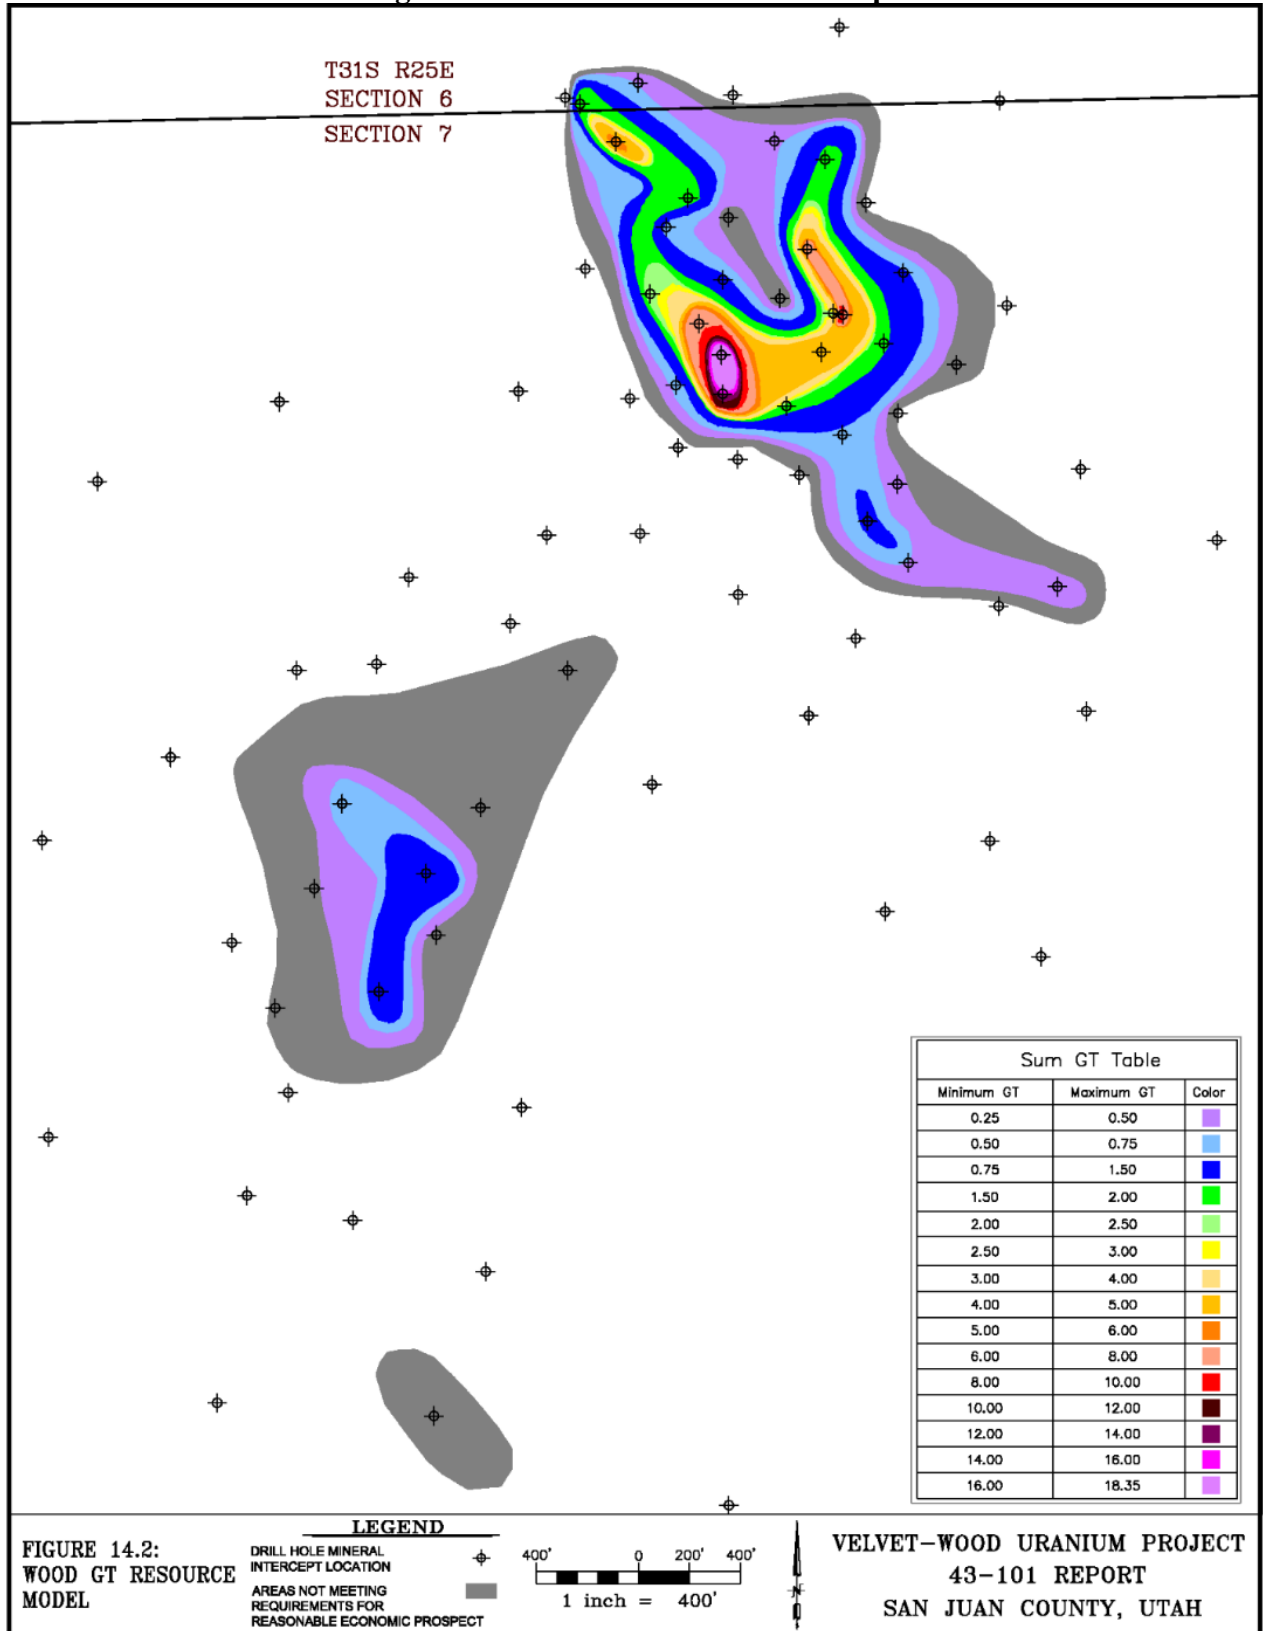 T31S R25E
SECTION 6
SECTION 7
Sum GT Table
Minimum GT Maximum GT Color
0.25 0.50
0.50 0.75
0.75 1.50
1.50 2.00
2.00 2.50
2.50 3.00
3.00 4.00
4.00 5.00
5.00 6.00
6.00 8.00
8.00 10.00
10.00 12.00
12.00 14.00
14.00 16.00
16.00 18.35
FIGURE 14.2:
WOOD GT RESOURCE
MODEL
LEGEND
DRILL HOLE MINERAL
INTERCEPT LOCATION
AREAS NOT MEETING
REQUIREMENTS FOR
REASONABLE ECONOMIC PROSPECT
400' 0 200' 400'
1 inch = 400'
N
VELVET-WOOD URANIUM PROJECT
43-101 REPORT
SAN JUAN COUNTY, UTAH